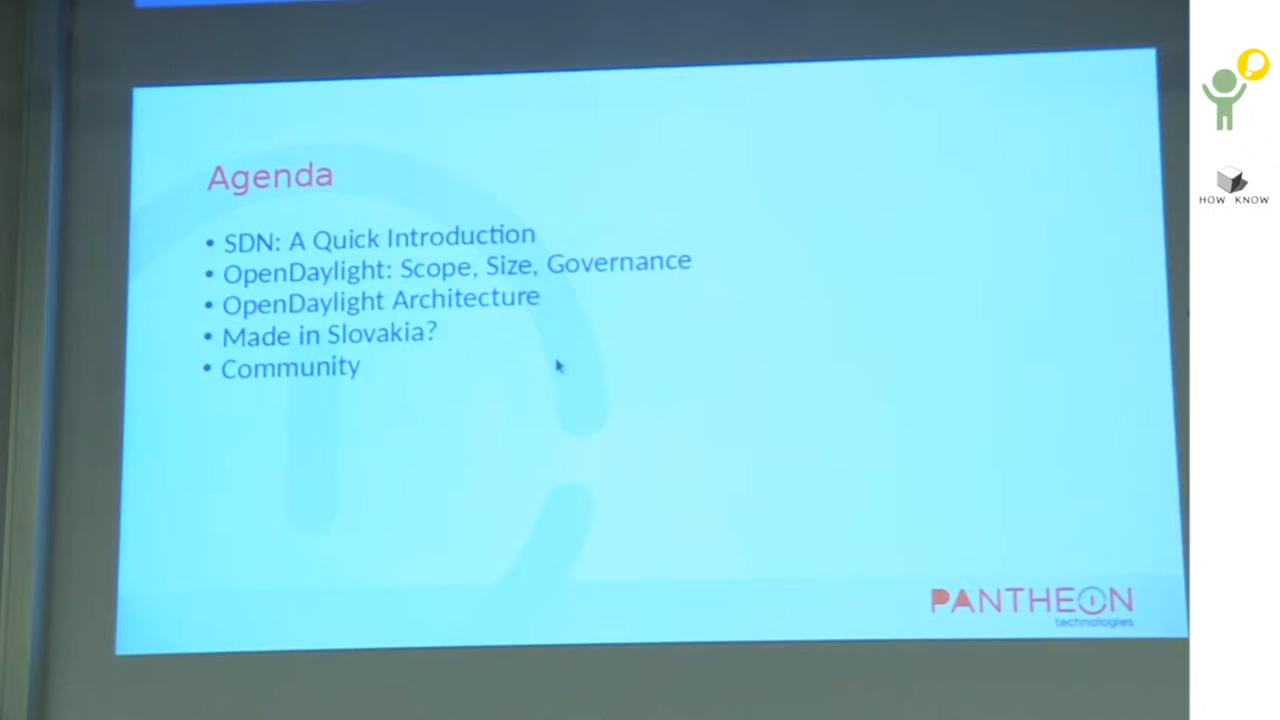 Agenda
• SDN: A Quick Introduction
• OpenDaylight: Scope, Size, Governance
• OpenDaylight Architecture
• Made in Slovakia?
• Community
PANTHEON
technologies
HOW KNOW